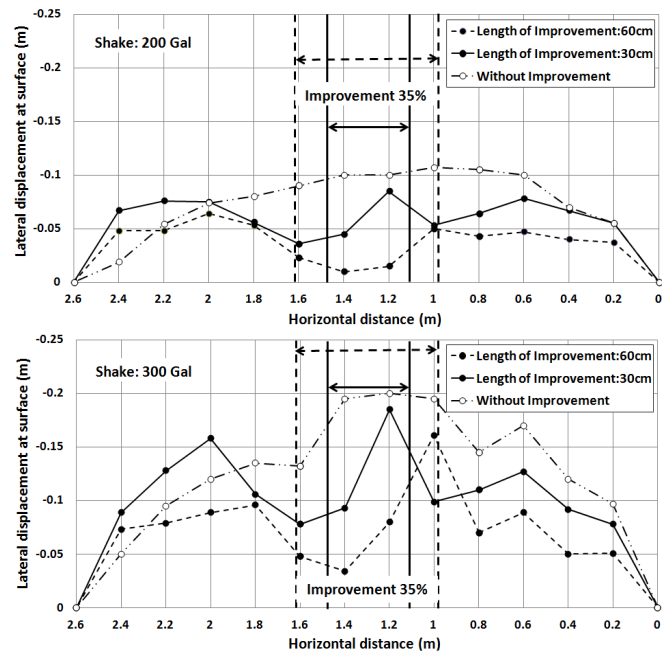 -0.25
-0.2
-0.15
-0.1
-0.05
0
Lateral displacement at surface (m)
Shake: 200 Gal
Improvement 35%
Length of Improvement:60cm
Length of Improvement:30cm
Without Improvement
2.6 2.4 2.2 2 1.8 1.6 1.4 1.2 1 0.8 0.6 0.4 0.2 0
Horizontal distance (m)
-0.25
-0.2
-0.15
-0.1
-0.05
0
Lateral displacement at surface (m)
Shake: 300 Gal
Length of Improvement:60cm
Length of Improvement:30cm
Without Improvement
Improvement 35%
2.6 2.4 2.2 2 1.8 1.6 1.4 1.2 1 0.8 0.6 0.4 0.2 0
Horizontal distance (m)